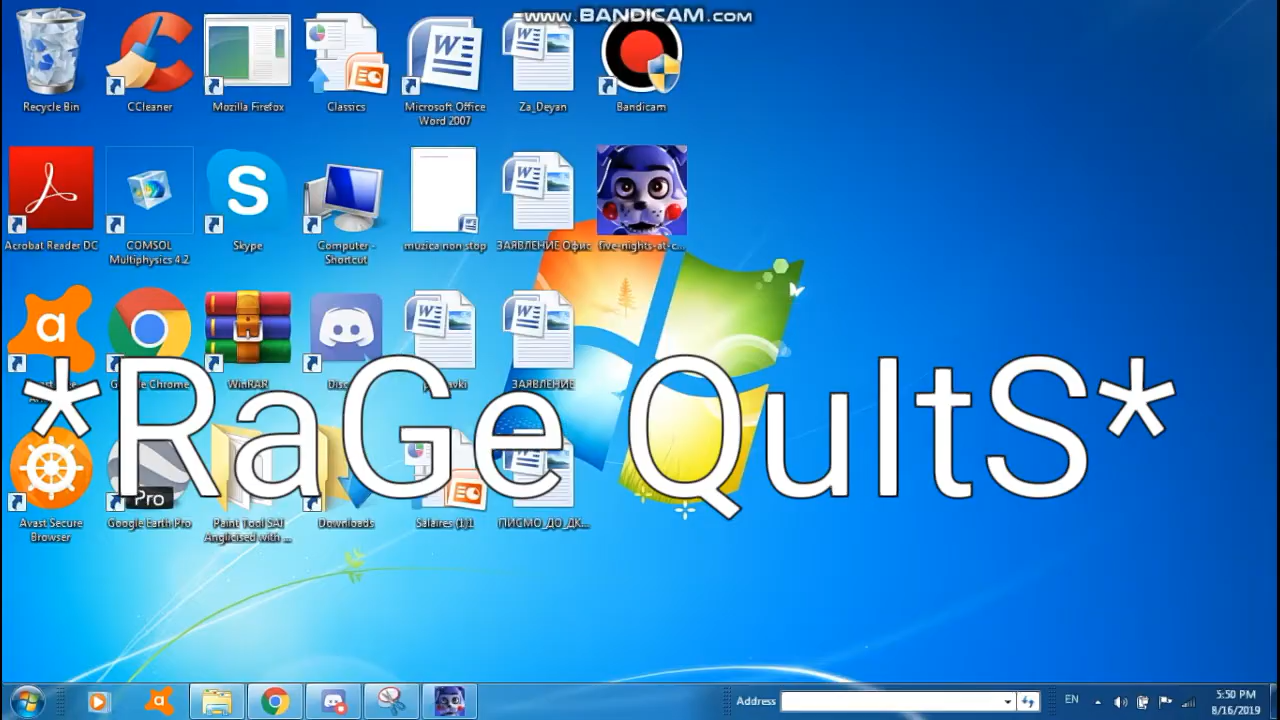 www.BANDICAM.com
Recycle Bin
CCleaner
Mozilla Firefox
Classics
Microsoft Office
Word 2007
Za_Deyan
Bandicam
Acrobat Reader DC
COMSOL
Multiphysics 4.2
Skype
Computer -
Shortcut
muzica non stop
ЗАЯВЛЕНИЕ Офис
five-nights-at-c...
Google Chrome
WinRAR
ЗАЯВЛЕНИЕ
*RaGe QuItS*
Avast Secure
Browser
Pro
Google Earth Pro
Paint Tool SAI
Anglicised with ...
Downloads
Salaires (1)1
ПИСМО_ДО_ДК...
Address
EN
5:50 PM
8/16/2019